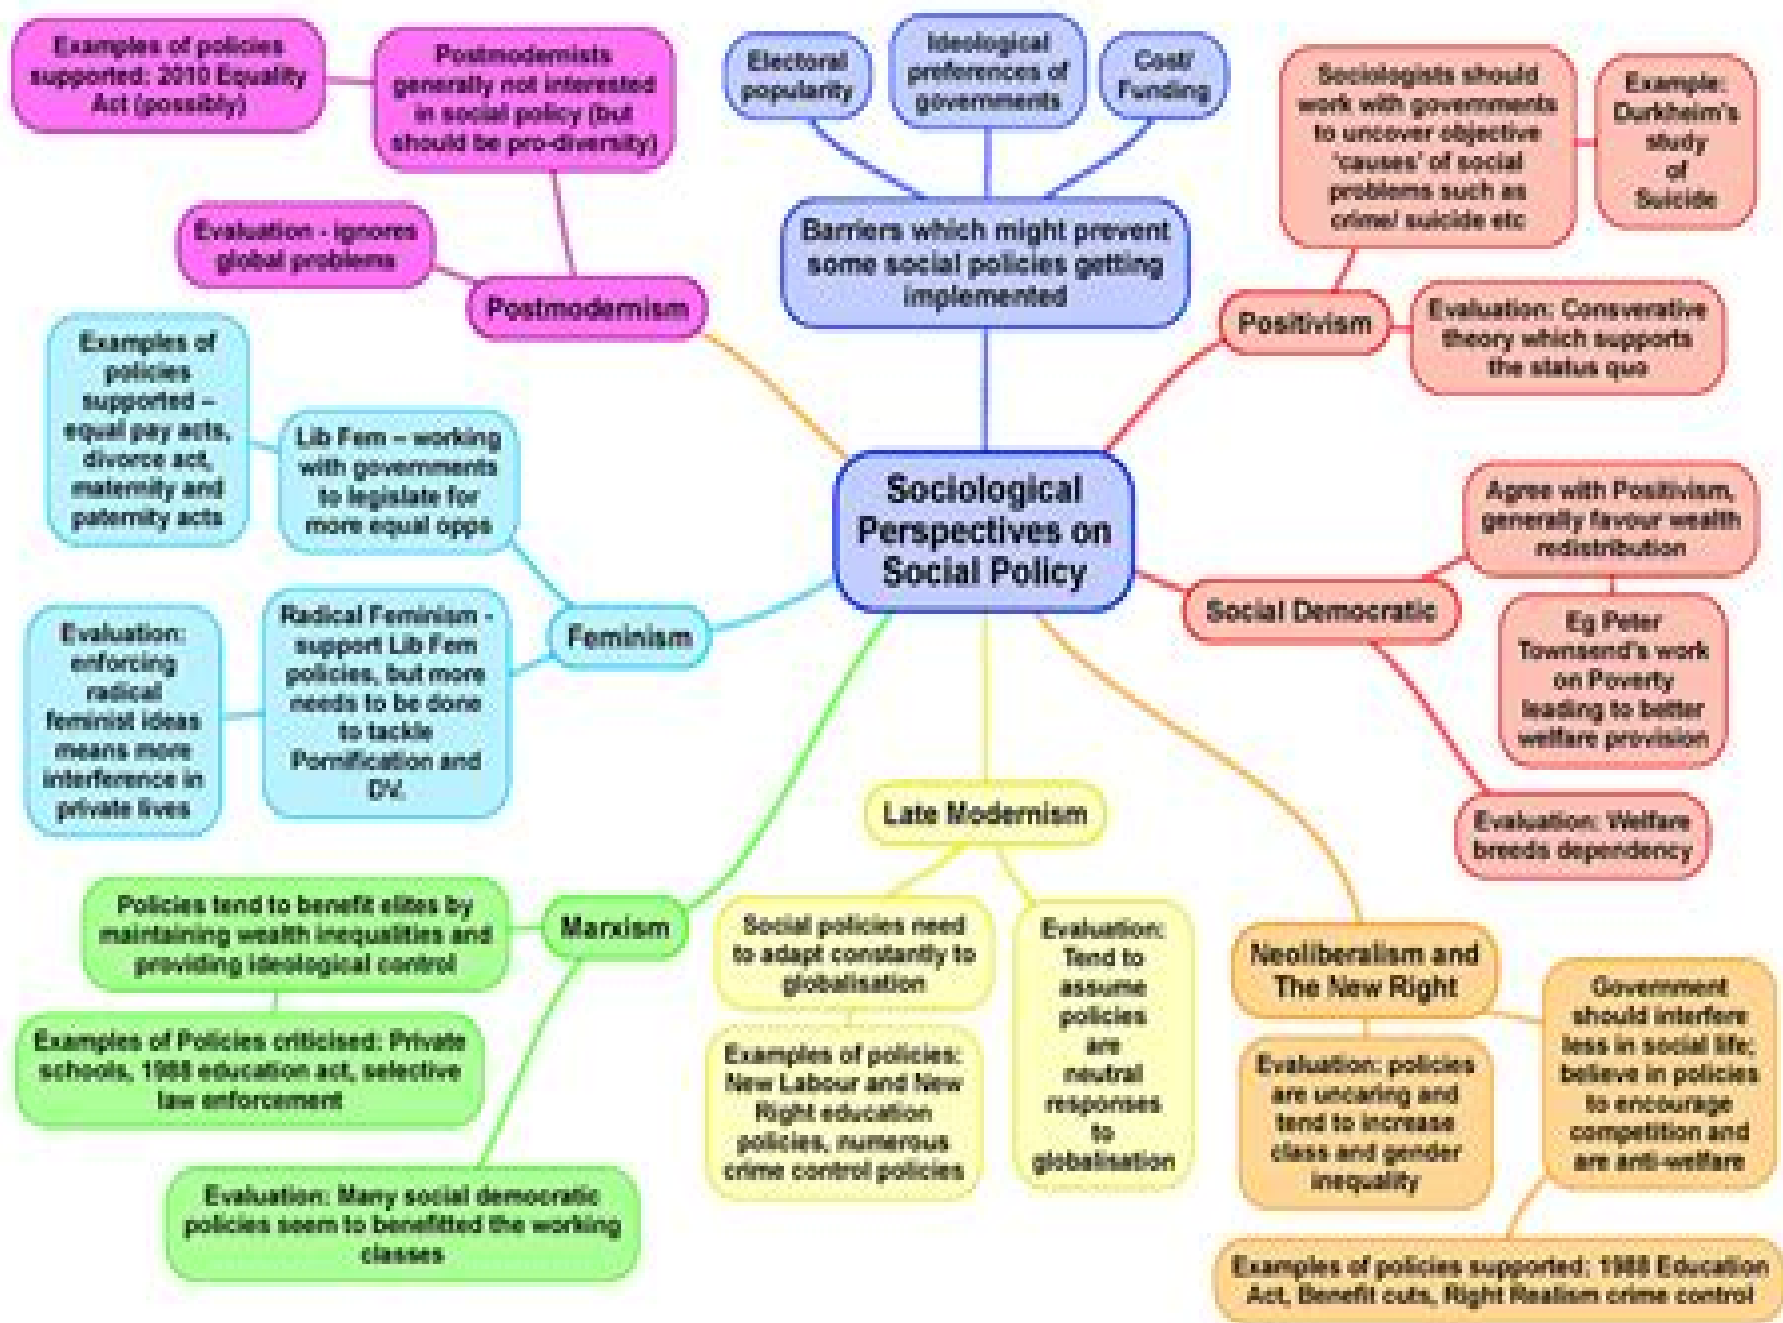 Examples of policies
supported: 2010 Equality
Act (possibly)
Postmodernists
generally not interested
in social policy (but
should be pro-diversity)
Evaluation - ignores
global problems
Postmodernism
Electoral
popularity
Ideological
preferences of
governments
Cost/
Funding
Barriers which might prevent
some social policies getting
implemented
Sociologists should
work with governments
to uncover objective
'causes' of social
problems such as
crime/ suicide etc
Example:
Durkheim's
study
of
Suicide
Positivism
Evaluation: Consverative
theory which supports
the status quo
Examples of
policies
supported –
equal pay acts,
divorce act,
maternity and
paternity acts
Lib Fem – working
with governments
to legislate for
more equal opps
Sociological
Perspectives on
Social Policy
Agree with Positivism,
generally favour wealth
redistribution
Social Democratic
Eg Peter
Townsend's work
on Poverty
leading to better
welfare provision
Evaluation: Welfare
breeds dependency
Feminism
Radical Feminism -
support Lib Fem
policies, but more
needs to be done
to tackle
Pornification and
DV.
Evaluation:
enforcing
radical
feminist ideas
means more
interference in
private lives
Late Modernism
Social policies need
to adapt constantly to
globalisation
Examples of policies:
New Labour and New
Right education
policies, numerous
crime control policies
Evaluation:
Tend to
assume
policies
are
neutral
responses
to
globalisation
Marxism
Policies tend to benefit elites by
maintaining wealth inequalities and
providing ideological control
Examples of Policies criticised: Private
schools, 1988 education act, selective
law enforcement
Evaluation: Many social democratic
policies seem to benefitted the working
classes
Neoliberalism and
The New Right
Government
should interfere
less in social life;
believe in policies
to encourage
competition and
are anti-welfare
Evaluation: policies
are uncaring and
tend to increase
class and gender
inequality
Examples of policies supported: 1988 Education
Act, Benefit cuts, Right Realism crime control